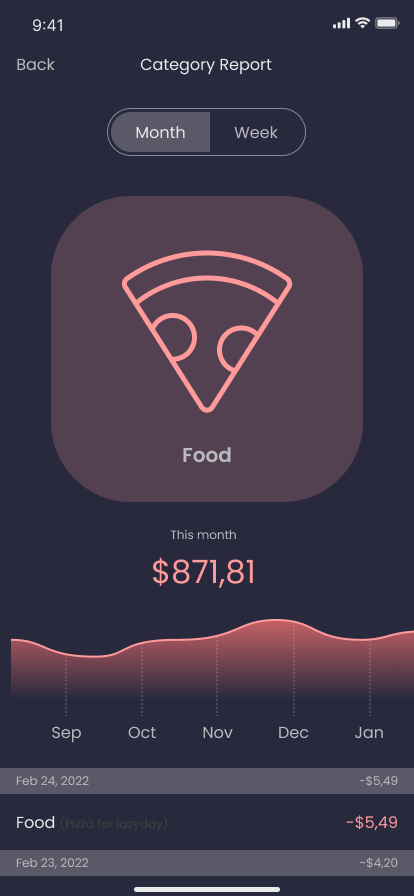 9:41
Back Category Report
Month Week
Food
This month
$871,81
Sep Oct Nov Dec Jan
Feb 24, 2022 -$5,49
Food (Pizza for lazyday) -$5,49
Feb 23, 2022 -$4,20